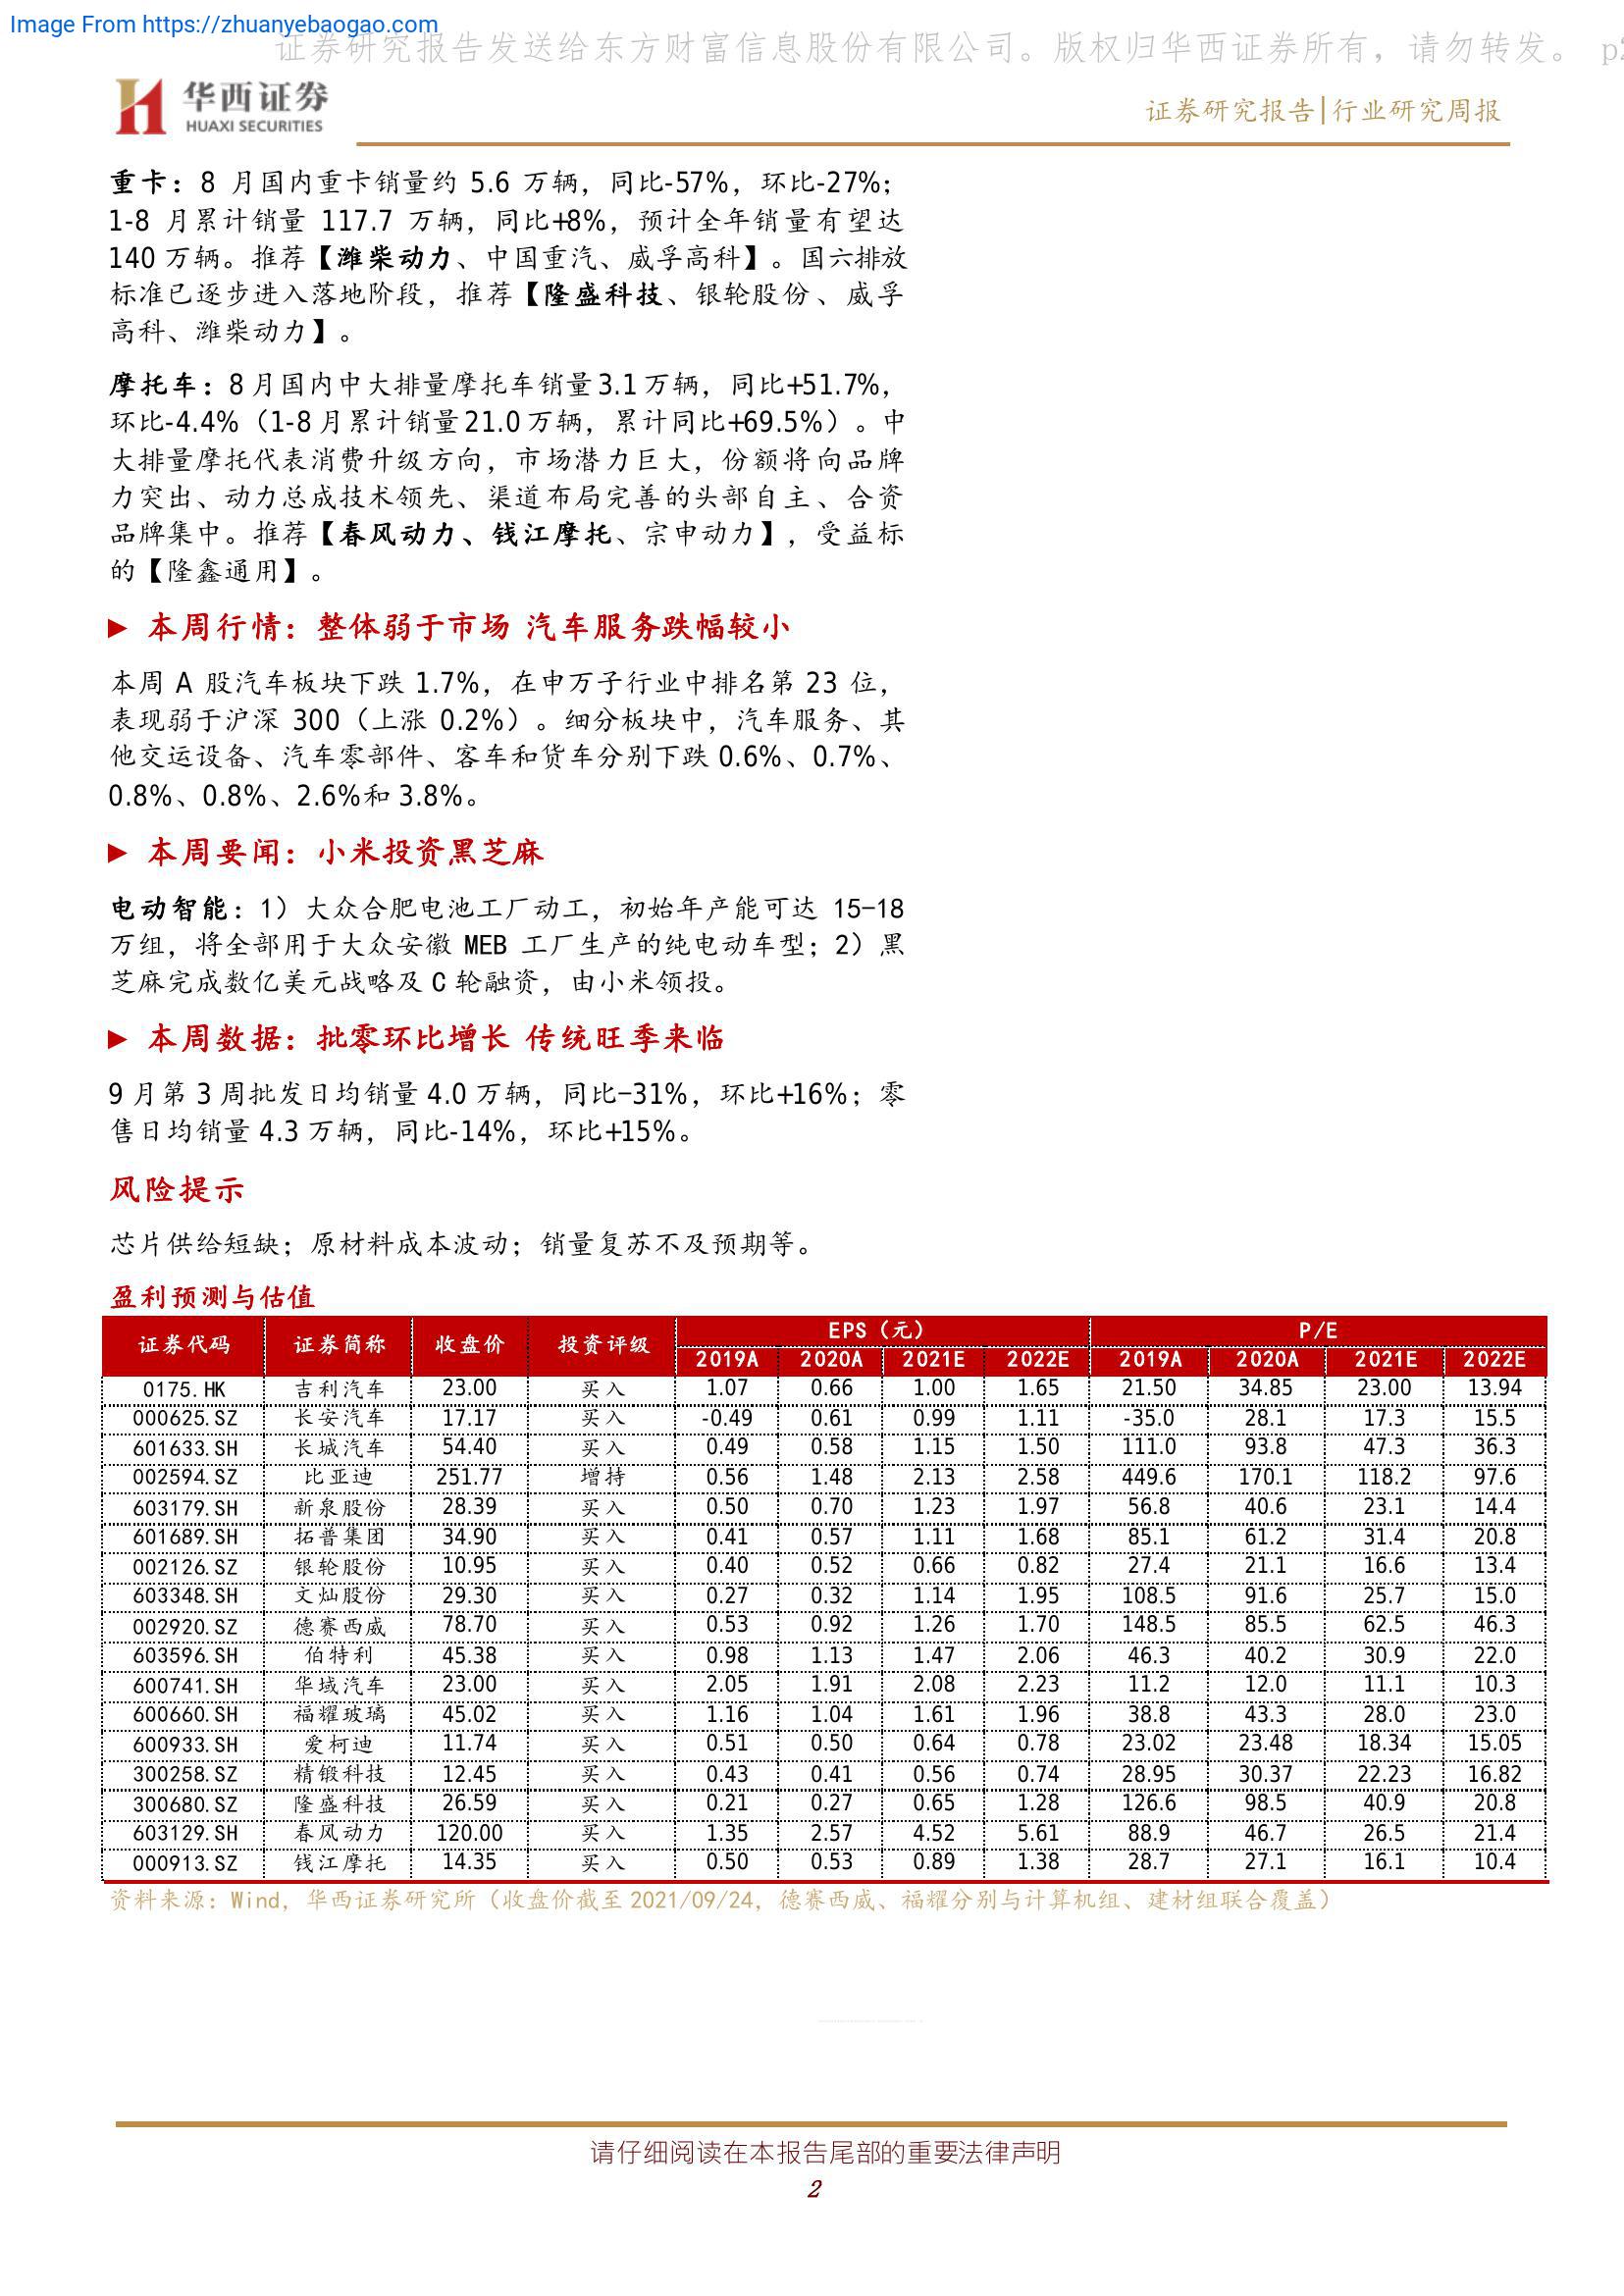 Image From https://zhuanyebaogao.com
证券研究报告发送给东方财富信息股份有限公司。版权归华西证券所有，请勿转发。 p2
华西证券
HUAXI SECURITIES
证券研究报告|行业研究周报
重卡：8 月国内重卡销量约 5.6 万辆，同比-57%，环比-27%；
1-8 月累计销量 117.7 万辆，同比+8%，预计全年销量有望达
140 万辆。推荐【潍柴动力、中国重汽、威孚高科】。国六排放
标准已逐步进入落地阶段，推荐【隆盛科技、银轮股份、威孚
高科、潍柴动力】。
摩托车：8 月国内中大排量摩托车销量 3.1 万辆，同比+51.7%，
环比-4.4%（1-8 月累计销量 21.0 万辆，累计同比+69.5%）。中
大排量摩托代表消费升级方向，市场潜力巨大，份额将向品牌
力突出、动力总成技术领先、渠道布局完善的头部自主、合资
品牌集中。推荐【春风动力、钱江摩托、宗申动力】，受益标
的【隆鑫通用】。
► 本周行情：整体弱于市场 汽车服务跌幅较小
本周 A 股汽车板块下跌 1.7%，在申万子行业中排名第 23 位，
表现弱于沪深 300（上涨 0.2%）。细分板块中，汽车服务、其
他交运设备、汽车零部件、客车和货车分别下跌 0.6%、0.7%、
0.8%、0.8%、2.6%和 3.8%。
► 本周要闻：小米投资黑芝麻
电动智能：1）大众合肥电池工厂动工，初始年产能可达 15-18
万组，将全部用于大众安徽 MEB 工厂生产的纯电动车型；2）黑
芝麻完成数亿美元战略及 C 轮融资，由小米领投。
► 本周数据：批零环比增长 传统旺季来临
9 月第 3 周批发日均销量 4.0 万辆，同比-31%，环比+16%；零
售日均销量 4.3 万辆，同比-14%，环比+15%。
风险提示
芯片供给短缺；原材料成本波动；销量复苏不及预期等。
盈利预测与估值
证券代码 证券简称 收盘价 投资评级 EPS（元） P/E
2019A 2020A 2021E 2022E 2019A 2020A 2021E 2022E
0175.HK 吉利汽车 23.00 买入 1.07 0.66 1.00 1.65 21.50 34.85 23.00 13.94
000625.SZ 长安汽车 17.17 买入 -0.49 0.61 0.99 1.11 -35.0 28.1 17.3 15.5
601633.SH 长城汽车 54.40 买入 0.49 0.58 1.15 1.50 111.0 93.8 47.3 36.3
002594.SZ 比亚迪 251.77 增持 0.56 1.48 2.13 2.58 449.6 170.1 118.2 97.6
603179.SH 新泉股份 28.39 买入 0.50 0.70 1.23 1.97 56.8 40.6 23.1 14.4
601689.SH 拓普集团 34.90 买入 0.41 0.57 1.11 1.68 85.1 61.2 31.4 20.8
002126.SZ 银轮股份 10.95 买入 0.40 0.52 0.66 0.82 27.4 21.1 16.6 13.4
603348.SH 文灿股份 29.30 买入 0.27 0.32 1.14 1.95 108.5 91.6 25.7 15.0
002920.SZ 德赛西威 78.70 买入 0.53 0.92 1.26 1.70 148.5 85.5 62.5 46.3
603596.SH 伯特利 45.38 买入 0.98 1.13 1.47 2.06 46.3 40.2 30.9 22.0
600741.SH 华域汽车 23.00 买入 2.05 1.91 2.08 2.23 11.2 12.0 11.1 10.3
600660.SH 福耀玻璃 45.02 买入 1.16 1.04 1.61 1.96 38.8 43.3 28.0 23.0
600933.SH 爱柯迪 11.74 买入 0.51 0.50 0.64 0.78 23.02 23.48 18.34 15.05
300258.SZ 精锻科技 12.45 买入 0.43 0.41 0.56 0.74 28.95 30.37 22.23 16.82
300680.SZ 隆盛科技 26.59 买入 0.21 0.27 0.65 1.28 126.6 98.5 40.9 20.8
603129.SH 春风动力 120.00 买入 1.35 2.57 4.52 5.61 88.9 46.7 26.5 21.4
000913.SZ 钱江摩托 14.35 买入 0.50 0.53 0.89 1.38 28.7 27.1 16.1 10.4
资料来源：Wind，华西证券研究所（收盘价截至 2021/09/24，德赛西威、福耀分别与计算机组、建材组联合覆盖）
请仔细阅读在本报告尾部的重要法律声明
2